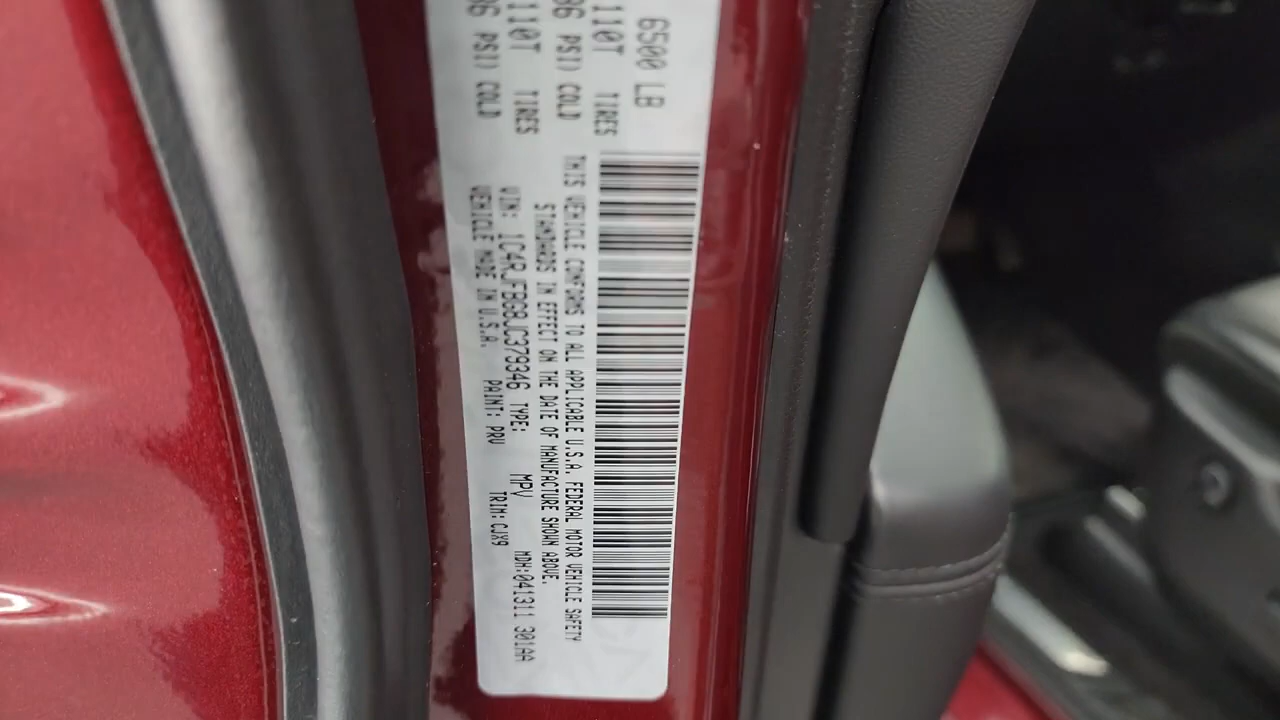 6500 LB
110T TIRES
36 PSI) COLD
110T TIRES
36 PSI) COLD
THIS VEHICLE CONFORMS TO ALL APPLICABLE U.S.A. FEDERAL MOTOR VEHICLE SAFETY
STANDARDS IN EFFECT ON THE DATE OF MANUFACTURE SHOWN ABOVE.
VIN: 1C4RJFBG8JC379346 TYPE: MPV MDH:041311 301AA
VEHICLE MADE IN U.S.A. PAINT: PRV TRIM:CJX9